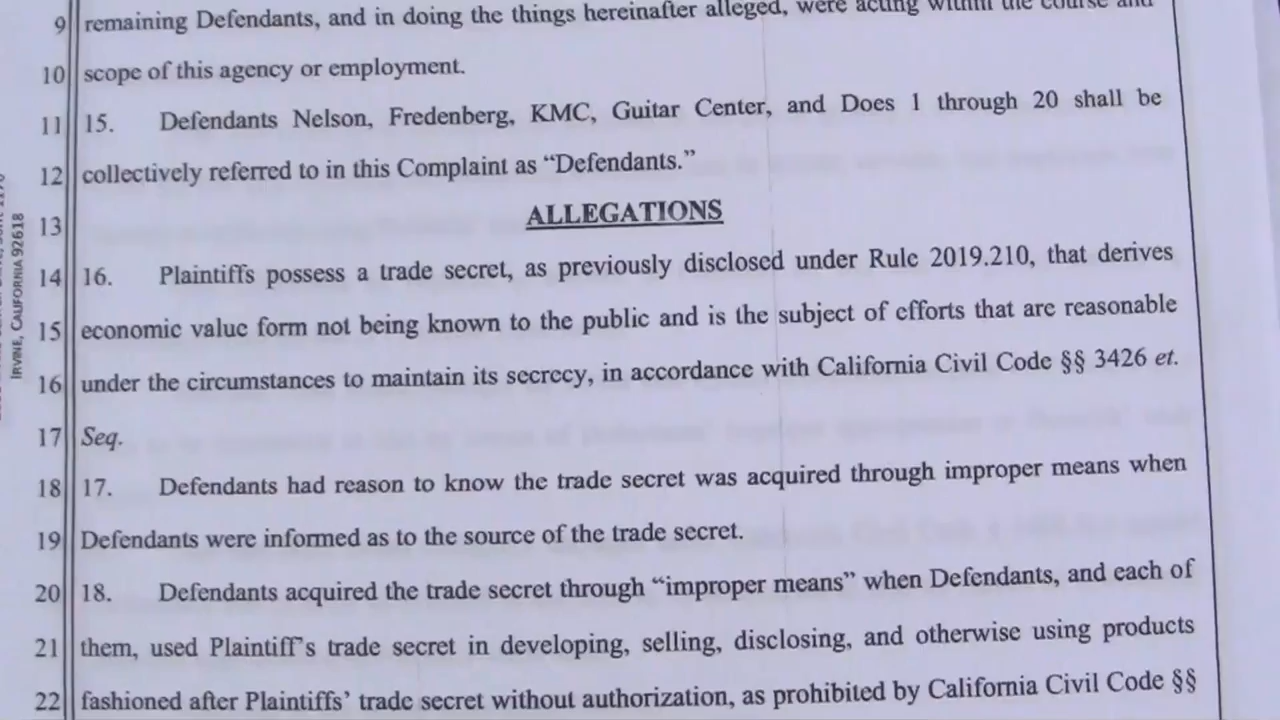 9 remaining Defendants, and in doing the things hereinafter alleged, were acting within the course and
10 scope of this agency or employment.
11 15. Defendants Nelson, Fredenberg, KMC, Guitar Center, and Does 1 through 20 shall be
12 collectively referred to in this Complaint as “Defendants.”
13 ALLEGATIONS
14 16. Plaintiffs possess a trade secret, as previously disclosed under Rule 2019.210, that derives
15 economic value form not being known to the public and is the subject of efforts that are reasonable
16 under the circumstances to maintain its secrecy, in accordance with California Civil Code §§ 3426 et.
17 Seq.
18 17. Defendants had reason to know the trade secret was acquired through improper means when
19 Defendants were informed as to the source of the trade secret.
20 18. Defendants acquired the trade secret through “improper means” when Defendants, and each of
21 them, used Plaintiff’s trade secret in developing, selling, disclosing, and otherwise using products
22 fashioned after Plaintiffs’ trade secret without authorization, as prohibited by California Civil Code §§
IRVINE, CALIFORNIA 92618